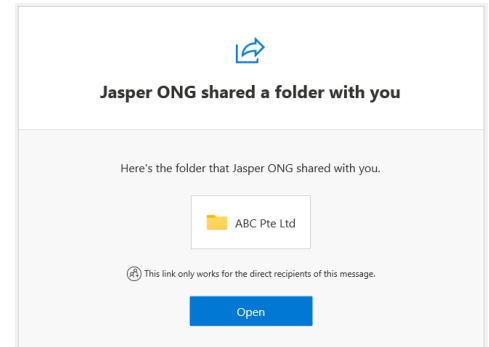 Jasper ONG shared a folder with you
Here's the folder that Jasper ONG shared with you.
ABC Pte Ltd
This link only works for the direct recipients of this message.
Open